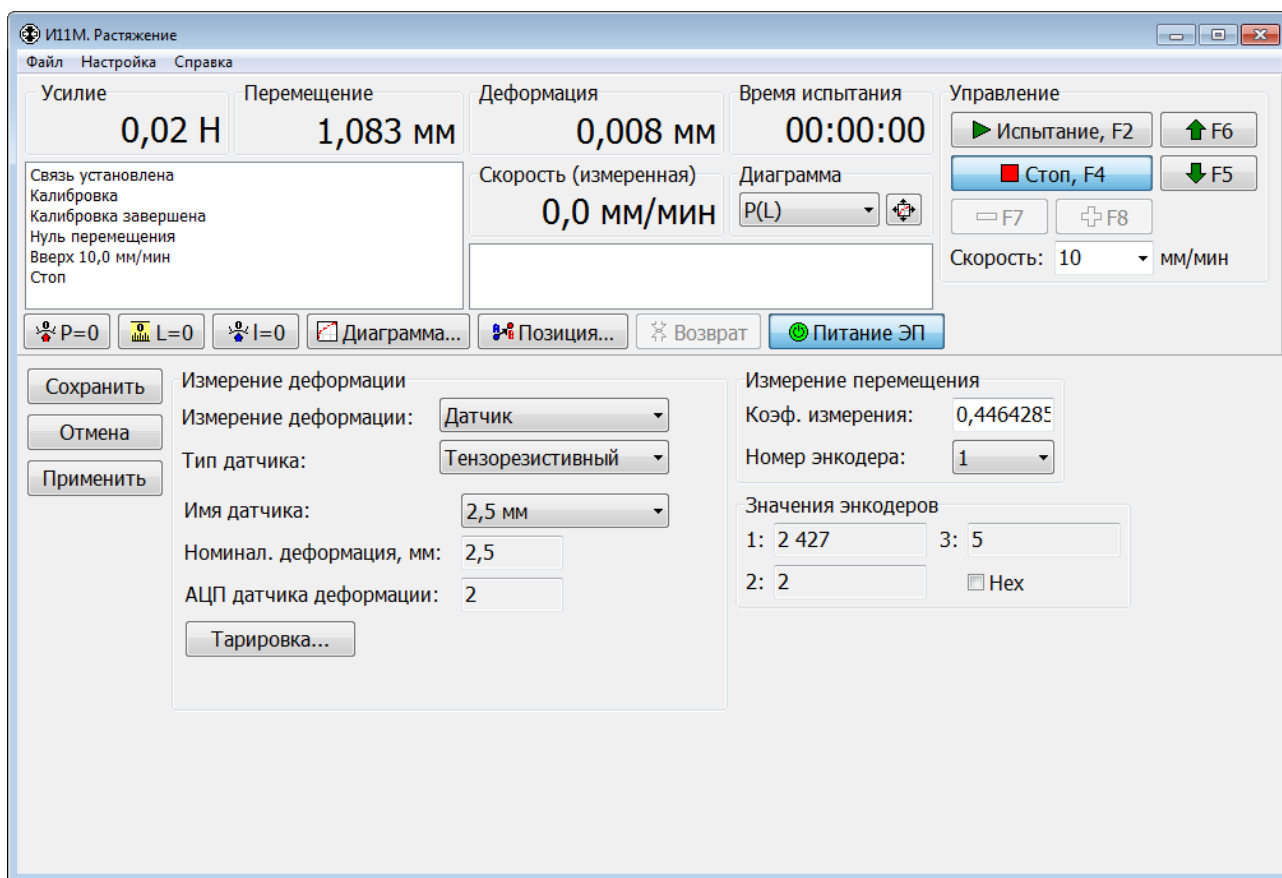 И11М. Растяжение
Файл Настройка Справка
Усилие Перемещение Деформация Время испытания Управление
0,02 Н 1,083 мм 0,008 мм 00:00:00
Испытание, F2 F6
Связь установлена
Калибровка
Калибровка завершена
Нуль перемещения
Вверх 10,0 мм/мин
Стоп
Скорость (измеренная) Диаграмма
0,0 мм/мин P(L)
Стоп, F4 F5
F7 F8
Скорость: 10 мм/мин
P=0 L=0 l=0 Диаграмма... Позиция... Возврат Питание ЭП
Сохранить
Отмена
Применить
Измерение деформации
Измерение деформации: Датчик
Тип датчика: Тензорезистивный
Имя датчика: 2,5 мм
Номинал. деформация, мм: 2,5
АЦП датчика деформации: 2
Тарировка...
Измерение перемещения
Коэф. измерения: 0,4464285
Номер энкодера: 1
Значения энкодеров
1: 2 427 3: 5
2: 2 Hex